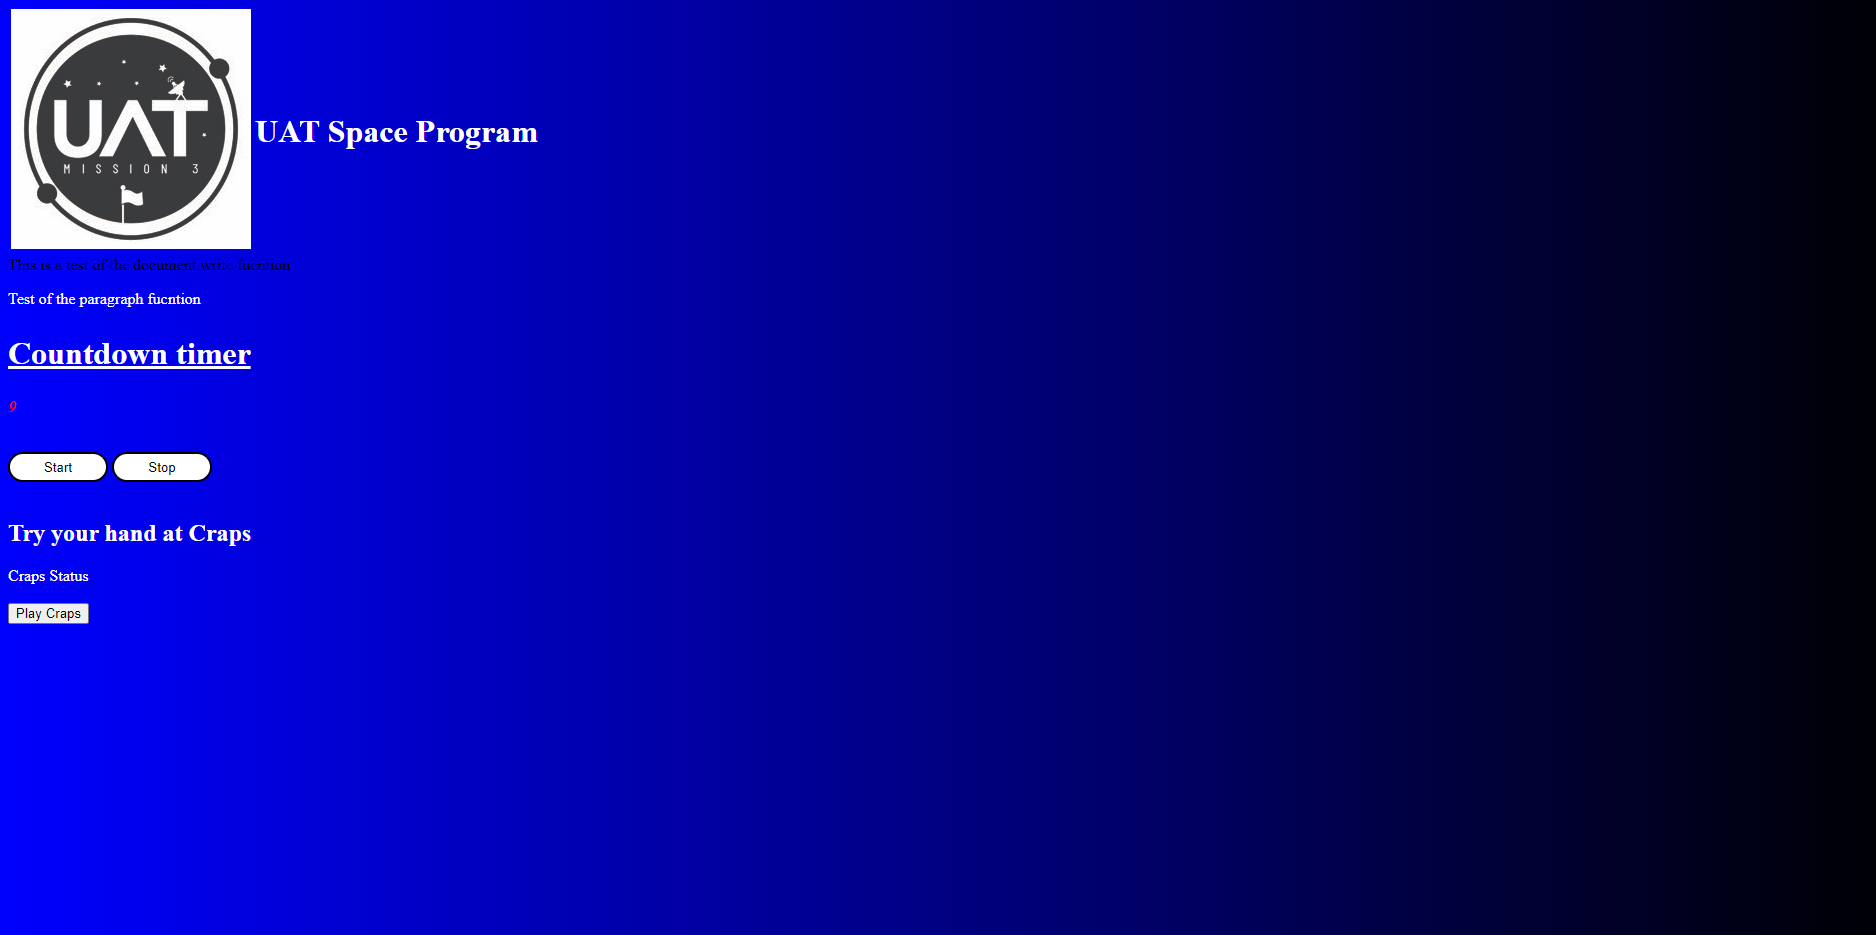 UAT
MISSION 3
UAT Space Program
This is a test of the document.write fucntion
Test of the paragraph fucntion
Countdown timer
9
Start Stop
Try your hand at Craps
Craps Status
Play Craps